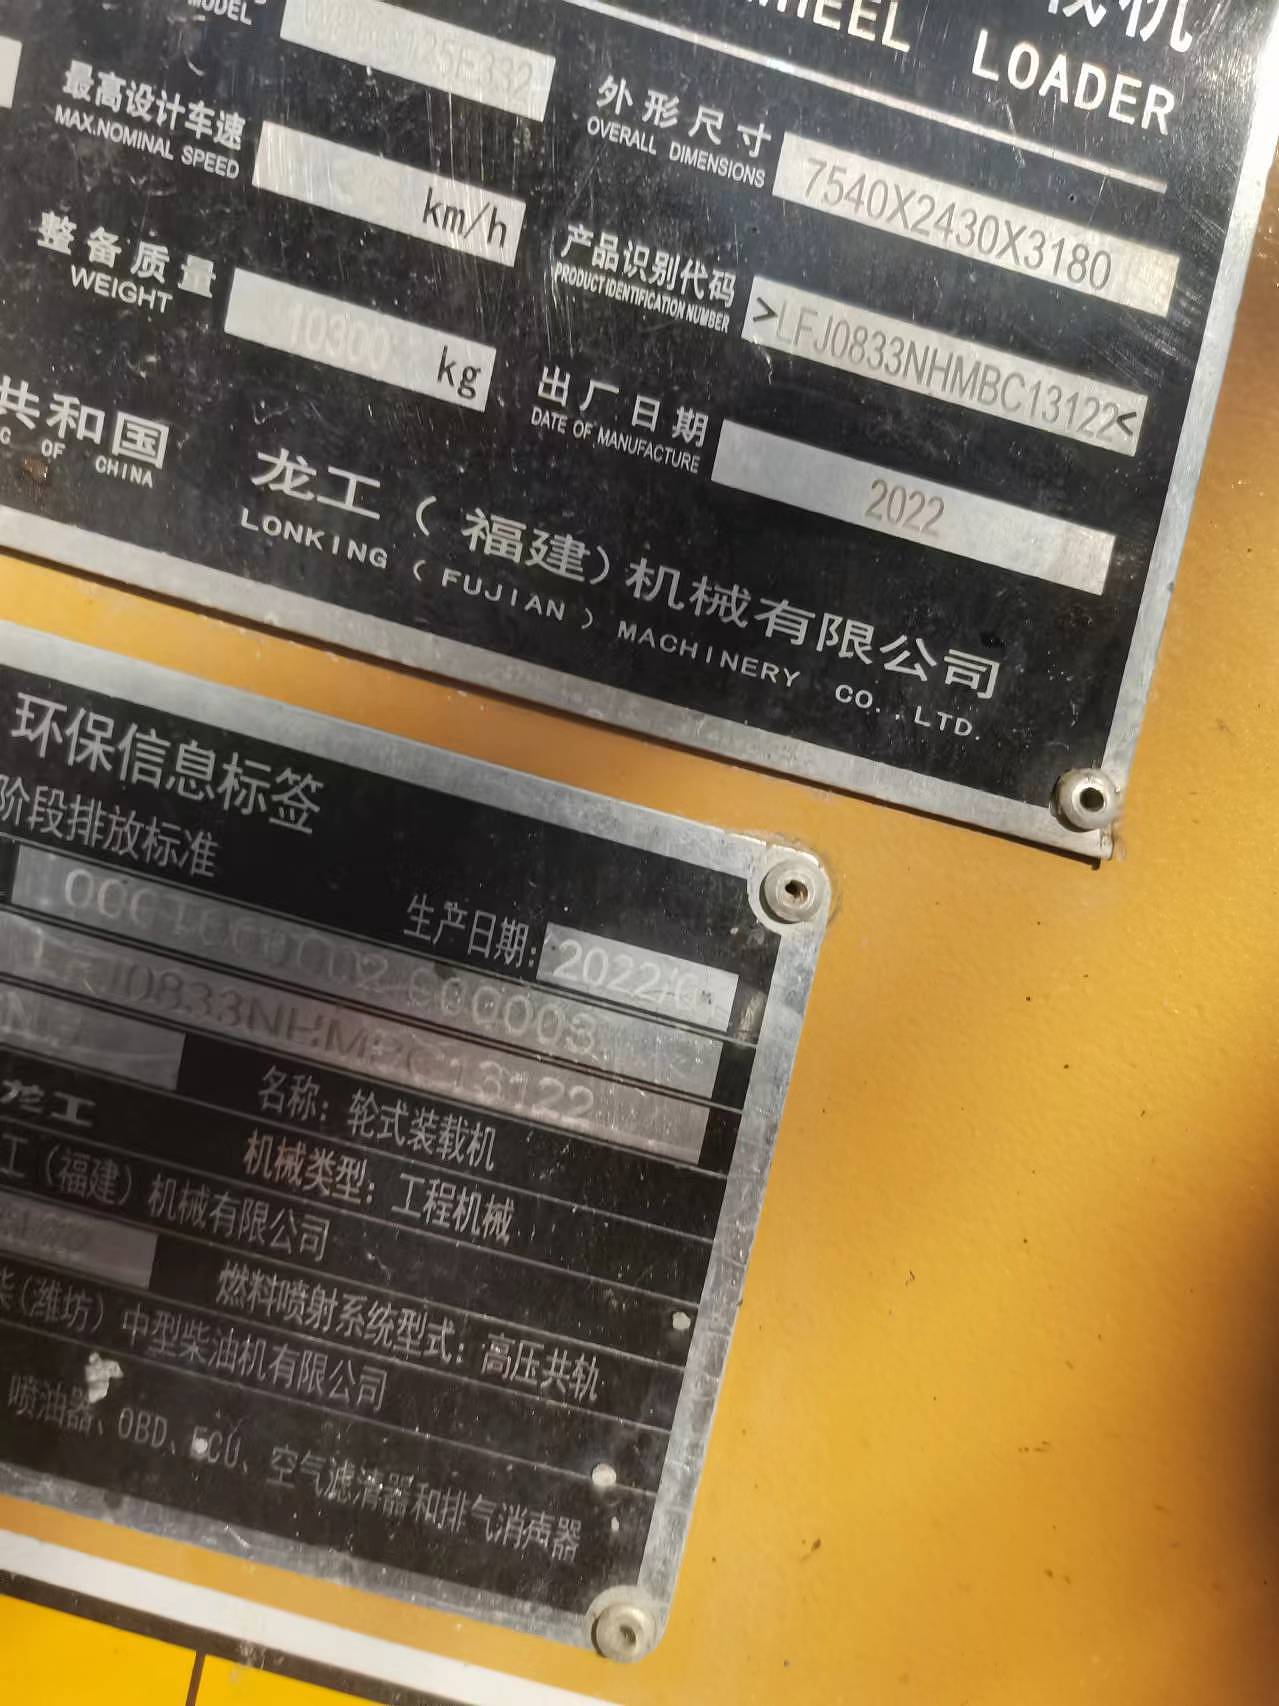 WHEEL LOADER
MODEL
外形尺寸 7540X2430X3180
OVERALL DIMENSIONS
最高设计车速 km/h
MAX.NOMINAL SPEED
产品识别代码 >LFJ0833NHMBC13122<
PRODUCT IDENTIFICATION NUMBER
整备质量 10300 kg
WEIGHT
出厂日期 2022
DATE OF MANUFACTURE
共和国
OF CHINA
龙工（福建）机械有限公司
LONKING (FUJIAN) MACHINERY CO.,LTD.
环保信息标签
阶段排放标准
生产日期: 2022/0
LFJ0833NHMBC13122
名称: 轮式装载机
龙工
机械类型: 工程机械
工（福建）机械有限公司
燃料喷射系统型式: 高压共轨
柴(潍坊）中型柴油机有限公司
喷油器、OBD、ECU、空气滤清器和排气消声器